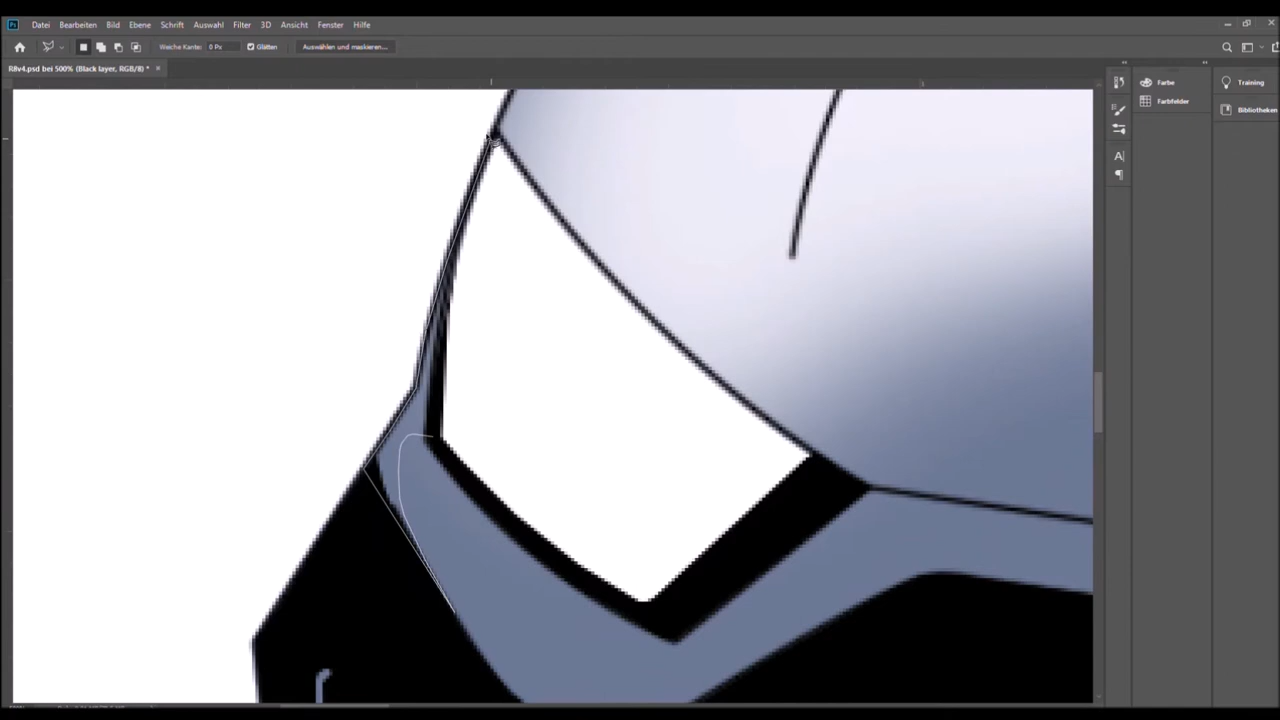 Ps Datei Bearbeiten Bild Ebene Schrift Auswahl Filter 3D Ansicht Fenster Hilfe
Weiche Kante: 0 Px Glätten Auswählen und maskieren...
R8v4.psd bei 500% (Black layer, RGB/8) * ×
Farbe
Farbfelder
Training
Bibliotheken